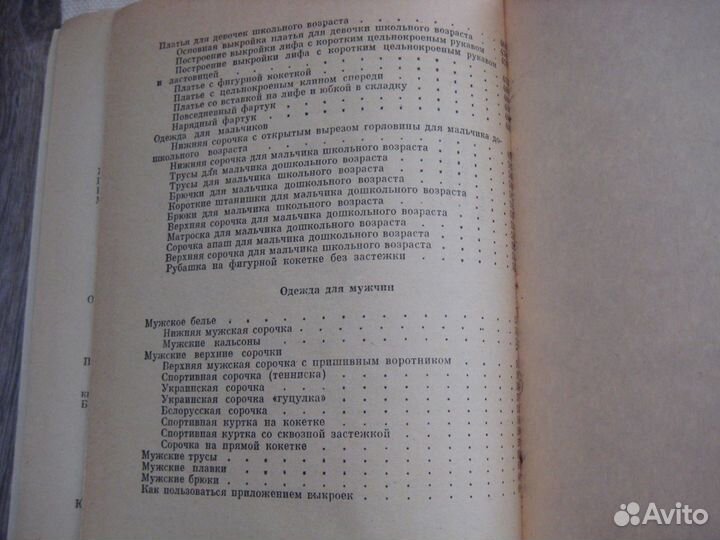 Платья для девочек школьного возраста
Основная выкройка платья для девочки школьного возраста
Построение выкройки лифа с коротким цельнокроеным рукавом
Построение выкройки лифа с коротким цельнокроеным рукавом
и ластовицей
Платье с фигурной кокеткой
Платье с цельнокроеным клином спереди
Платье со вставкой на лифе и юбкой в складку
Повседневный фартук
Нарядный фартук
Одежда для мальчиков
Нижняя сорочка с открытым вырезом горловины для мальчика до-
школьного возраста
Нижняя сорочка для мальчика школьного возраста
Трусы для мальчика дошкольного возраста
Трусы для мальчика школьного возраста
Брючки для мальчика дошкольного возраста
Короткие штанишки для мальчика дошкольного возраста
Брюки для мальчика школьного возраста
Верхняя сорочка для мальчика дошкольного возраста
Матроска для мальчика дошкольного возраста
Сорочка апаш для мальчика дошкольного возраста
Верхняя сорочка для мальчика школьного возраста
Рубашка на фигурной кокетке без застежки
Одежда для мужчин
Мужское белье
Нижняя мужская сорочка
Мужские кальсоны
Мужские верхние сорочки
Верхняя мужская сорочка с пришивным воротником
Спортивная сорочка (тенниска)
Украинская сорочка
Украинская сорочка «гуцулка»
Белорусская сорочка
Спортивная куртка на кокетке
Спортивная куртка со сквозной застежкой
Сорочка на прямой кокетке
Мужские трусы
Мужские плавки
Мужские брюки
Как пользоваться приложением выкроек
Avito